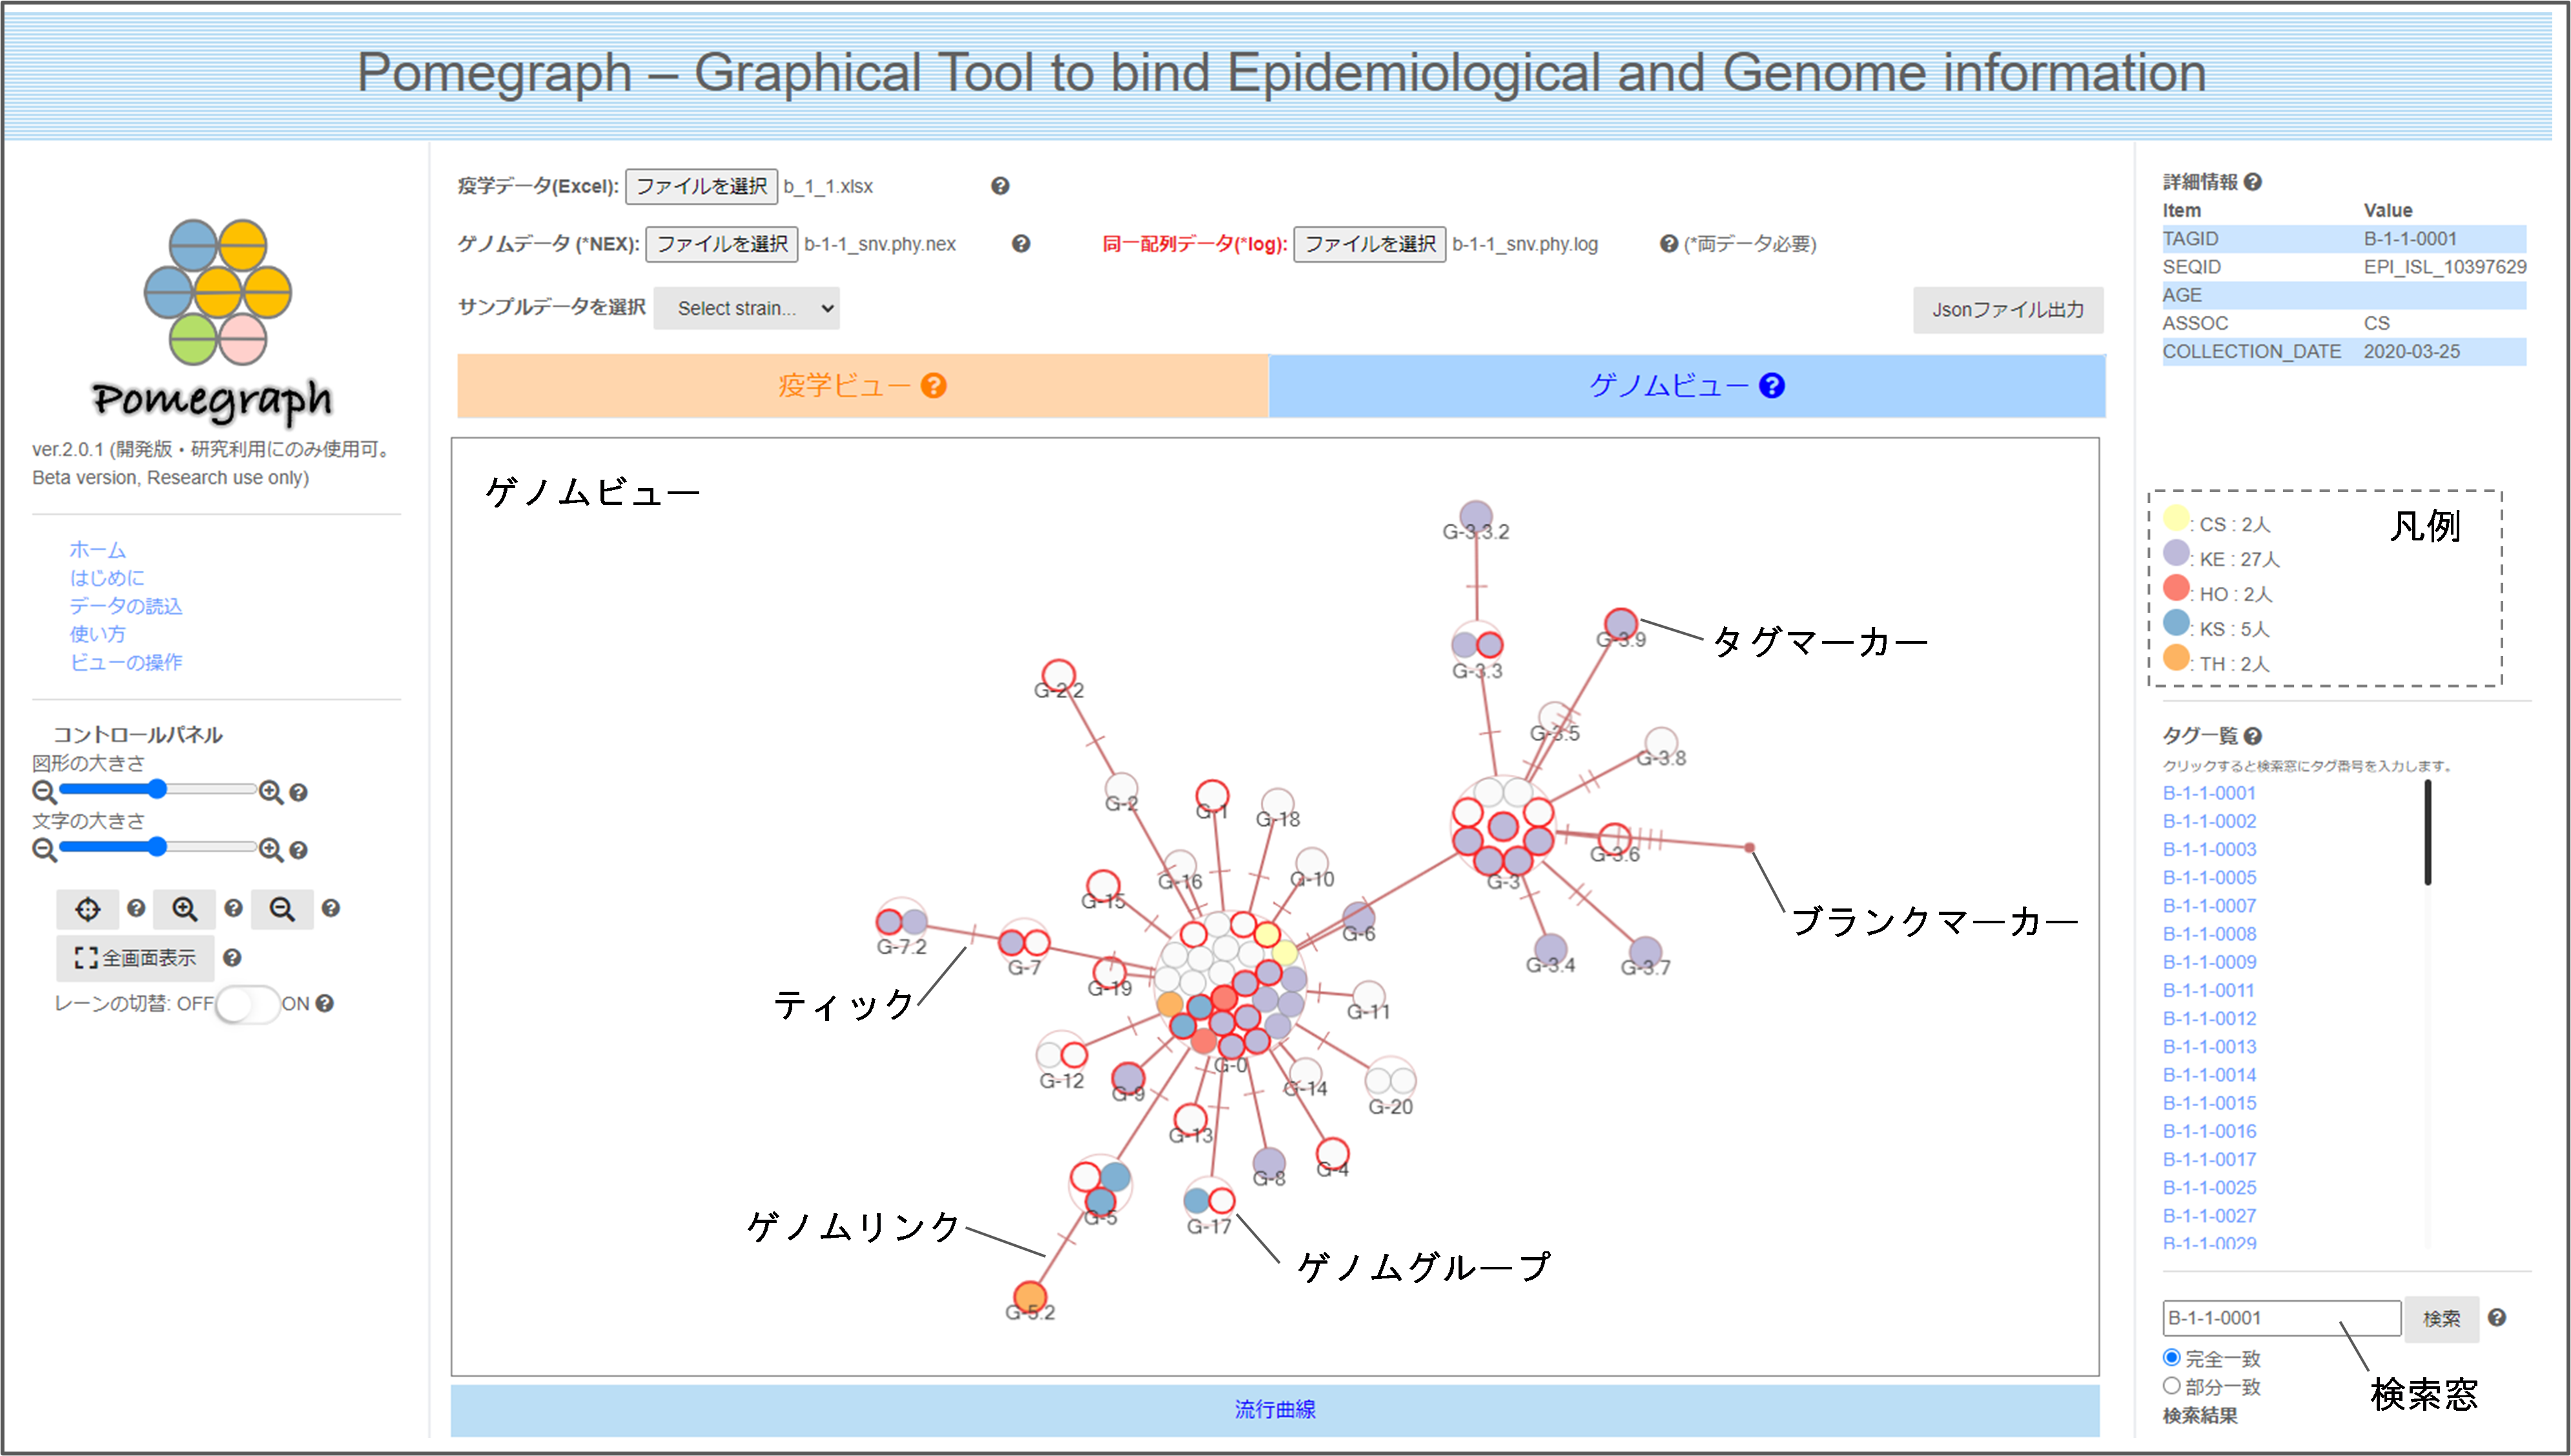 Pomegraph – Graphical Tool to bind Epidemiological and Genome information
Pomegraph
ver.2.0.1 (開発版・研究利用にのみ使用可。
Beta version, Research use only)
ホーム
はじめに
データの読込
使い方
ビューの操作
コントロールパネル
図形の大きさ
文字の大きさ
全画面表示
レーンの切替: OFF ON
疫学データ(Excel): ファイルを選択 b_1_1.xlsx
ゲノムデータ (*NEX): ファイルを選択 b-1-1_snv.phy.nex 同一配列データ(*log): ファイルを選択 b-1-1_snv.phy.log (*両データ必要)
サンプルデータを選択 Select strain... Jsonファイル出力
疫学ビュー ゲノムビュー
ゲノムビュー
G-3.3.2
G-3.9
タグマーカー
G-3.3
G-2.2
G-3.5
G-3.8
G-2
G-1
G-18
G-3.6
G-16
G-10
G-3
G-15
ブランクマーカー
G-6
G-7.2
G-7
G-3.4
G-3.7
G-19
ティック
G-11
G-0
G-12
G-9
G-14
G-20
G-13
G-4
G-8
G-5
G-17
ゲノムリンク
ゲノムグループ
G-5.2
流行曲線
詳細情報
Item Value
TAGID B-1-1-0001
SEQID EPI_ISL_10397629
AGE
ASSOC CS
COLLECTION_DATE 2020-03-25
凡例
: CS : 2人
: KE : 27人
: HO : 2人
: KS : 5人
: TH : 2人
タグ一覧
クリックすると検索窓にタグ番号を入力します。
B-1-1-0001
B-1-1-0002
B-1-1-0003
B-1-1-0005
B-1-1-0007
B-1-1-0008
B-1-1-0009
B-1-1-0011
B-1-1-0012
B-1-1-0013
B-1-1-0014
B-1-1-0015
B-1-1-0016
B-1-1-0017
B-1-1-0025
B-1-1-0027
B-1-1-0029
B-1-1-0001 検索
完全一致
部分一致
検索窓
検索結果